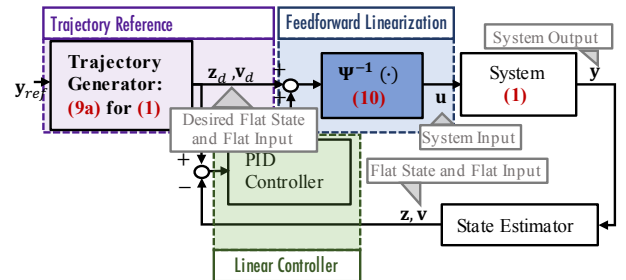 Trajectory Reference
Feedforward Linearization
System Output
Trajectory
Generator:
(9a) for (1)
y_ref
z_d, v_d
+
+
−
Ψ⁻¹ (·)
(10)
u
System
(1)
y
Desired Flat State
and Flat Input
System Input
+
−
PID
Controller
Flat State and Flat Input
z, v
State Estimator
Linear Controller